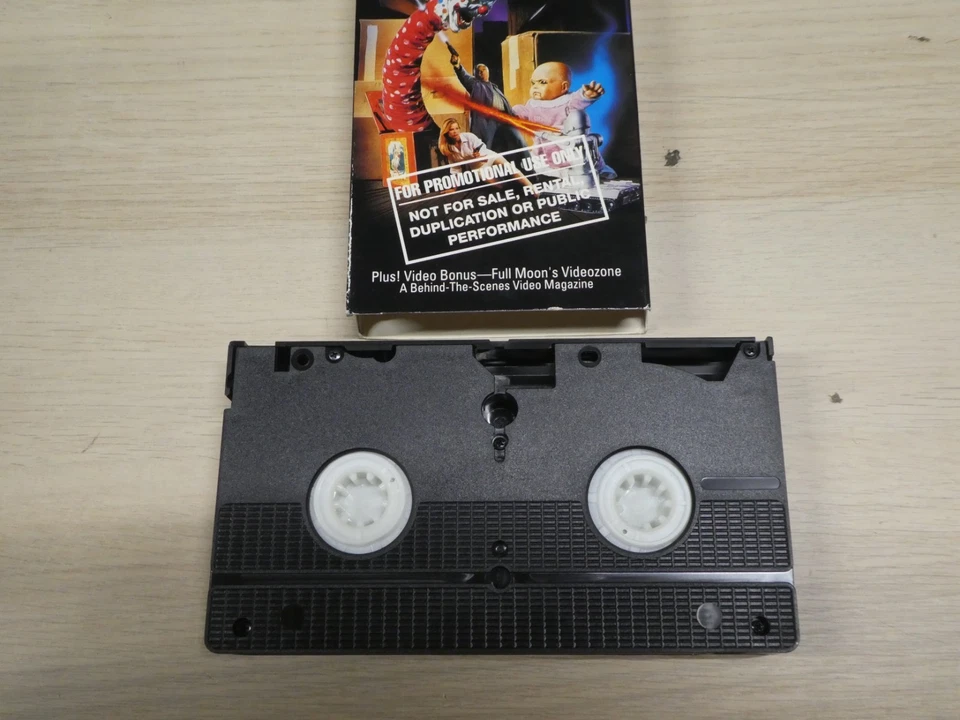 FOR PROMOTIONAL USE ONLY
NOT FOR SALE, RENTAL,
DUPLICATION OR PUBLIC
PERFORMANCE
Plus! Video Bonus—Full Moon's Videozone
A Behind-The-Scenes Video Magazine